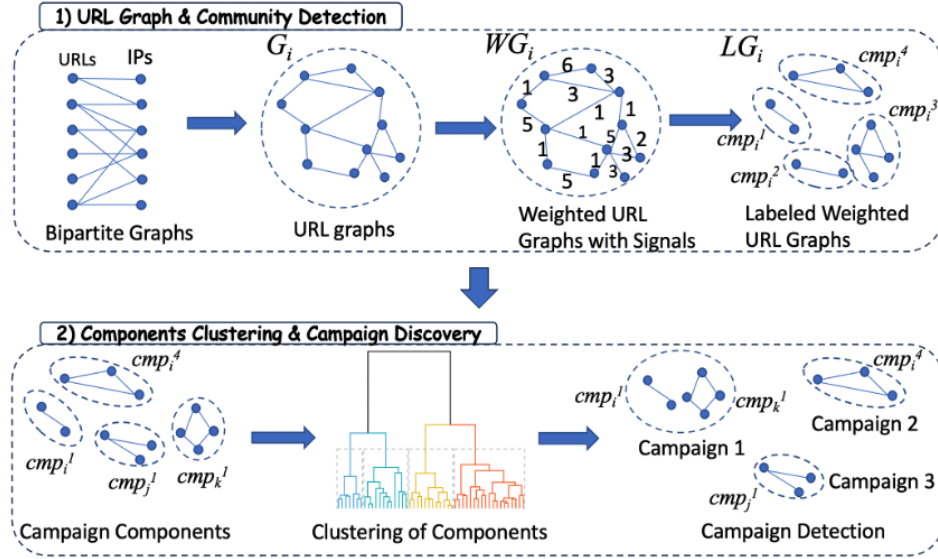 1) URL Graph & Community Detection
URLs IPs
Bipartite Graphs
G_i
URL graphs
WG_i
6
3
1
3
1
1
5
1
5
2
1
1
3
5
3
Weighted URL
Graphs with Signals
LG_i
cmp_i^4
cmp_i^3
cmp_i^1
cmp_i^2
Labeled Weighted
URL Graphs
2) Components Clustering & Campaign Discovery
cmp_i^4
cmp_i^1
cmp_j^1
cmp_k^1
Campaign Components
Clustering of Components
cmp_i^1
cmp_k^1
Campaign 1
cmp_i^4
Campaign 2
cmp_j^1
Campaign 3
Campaign Detection